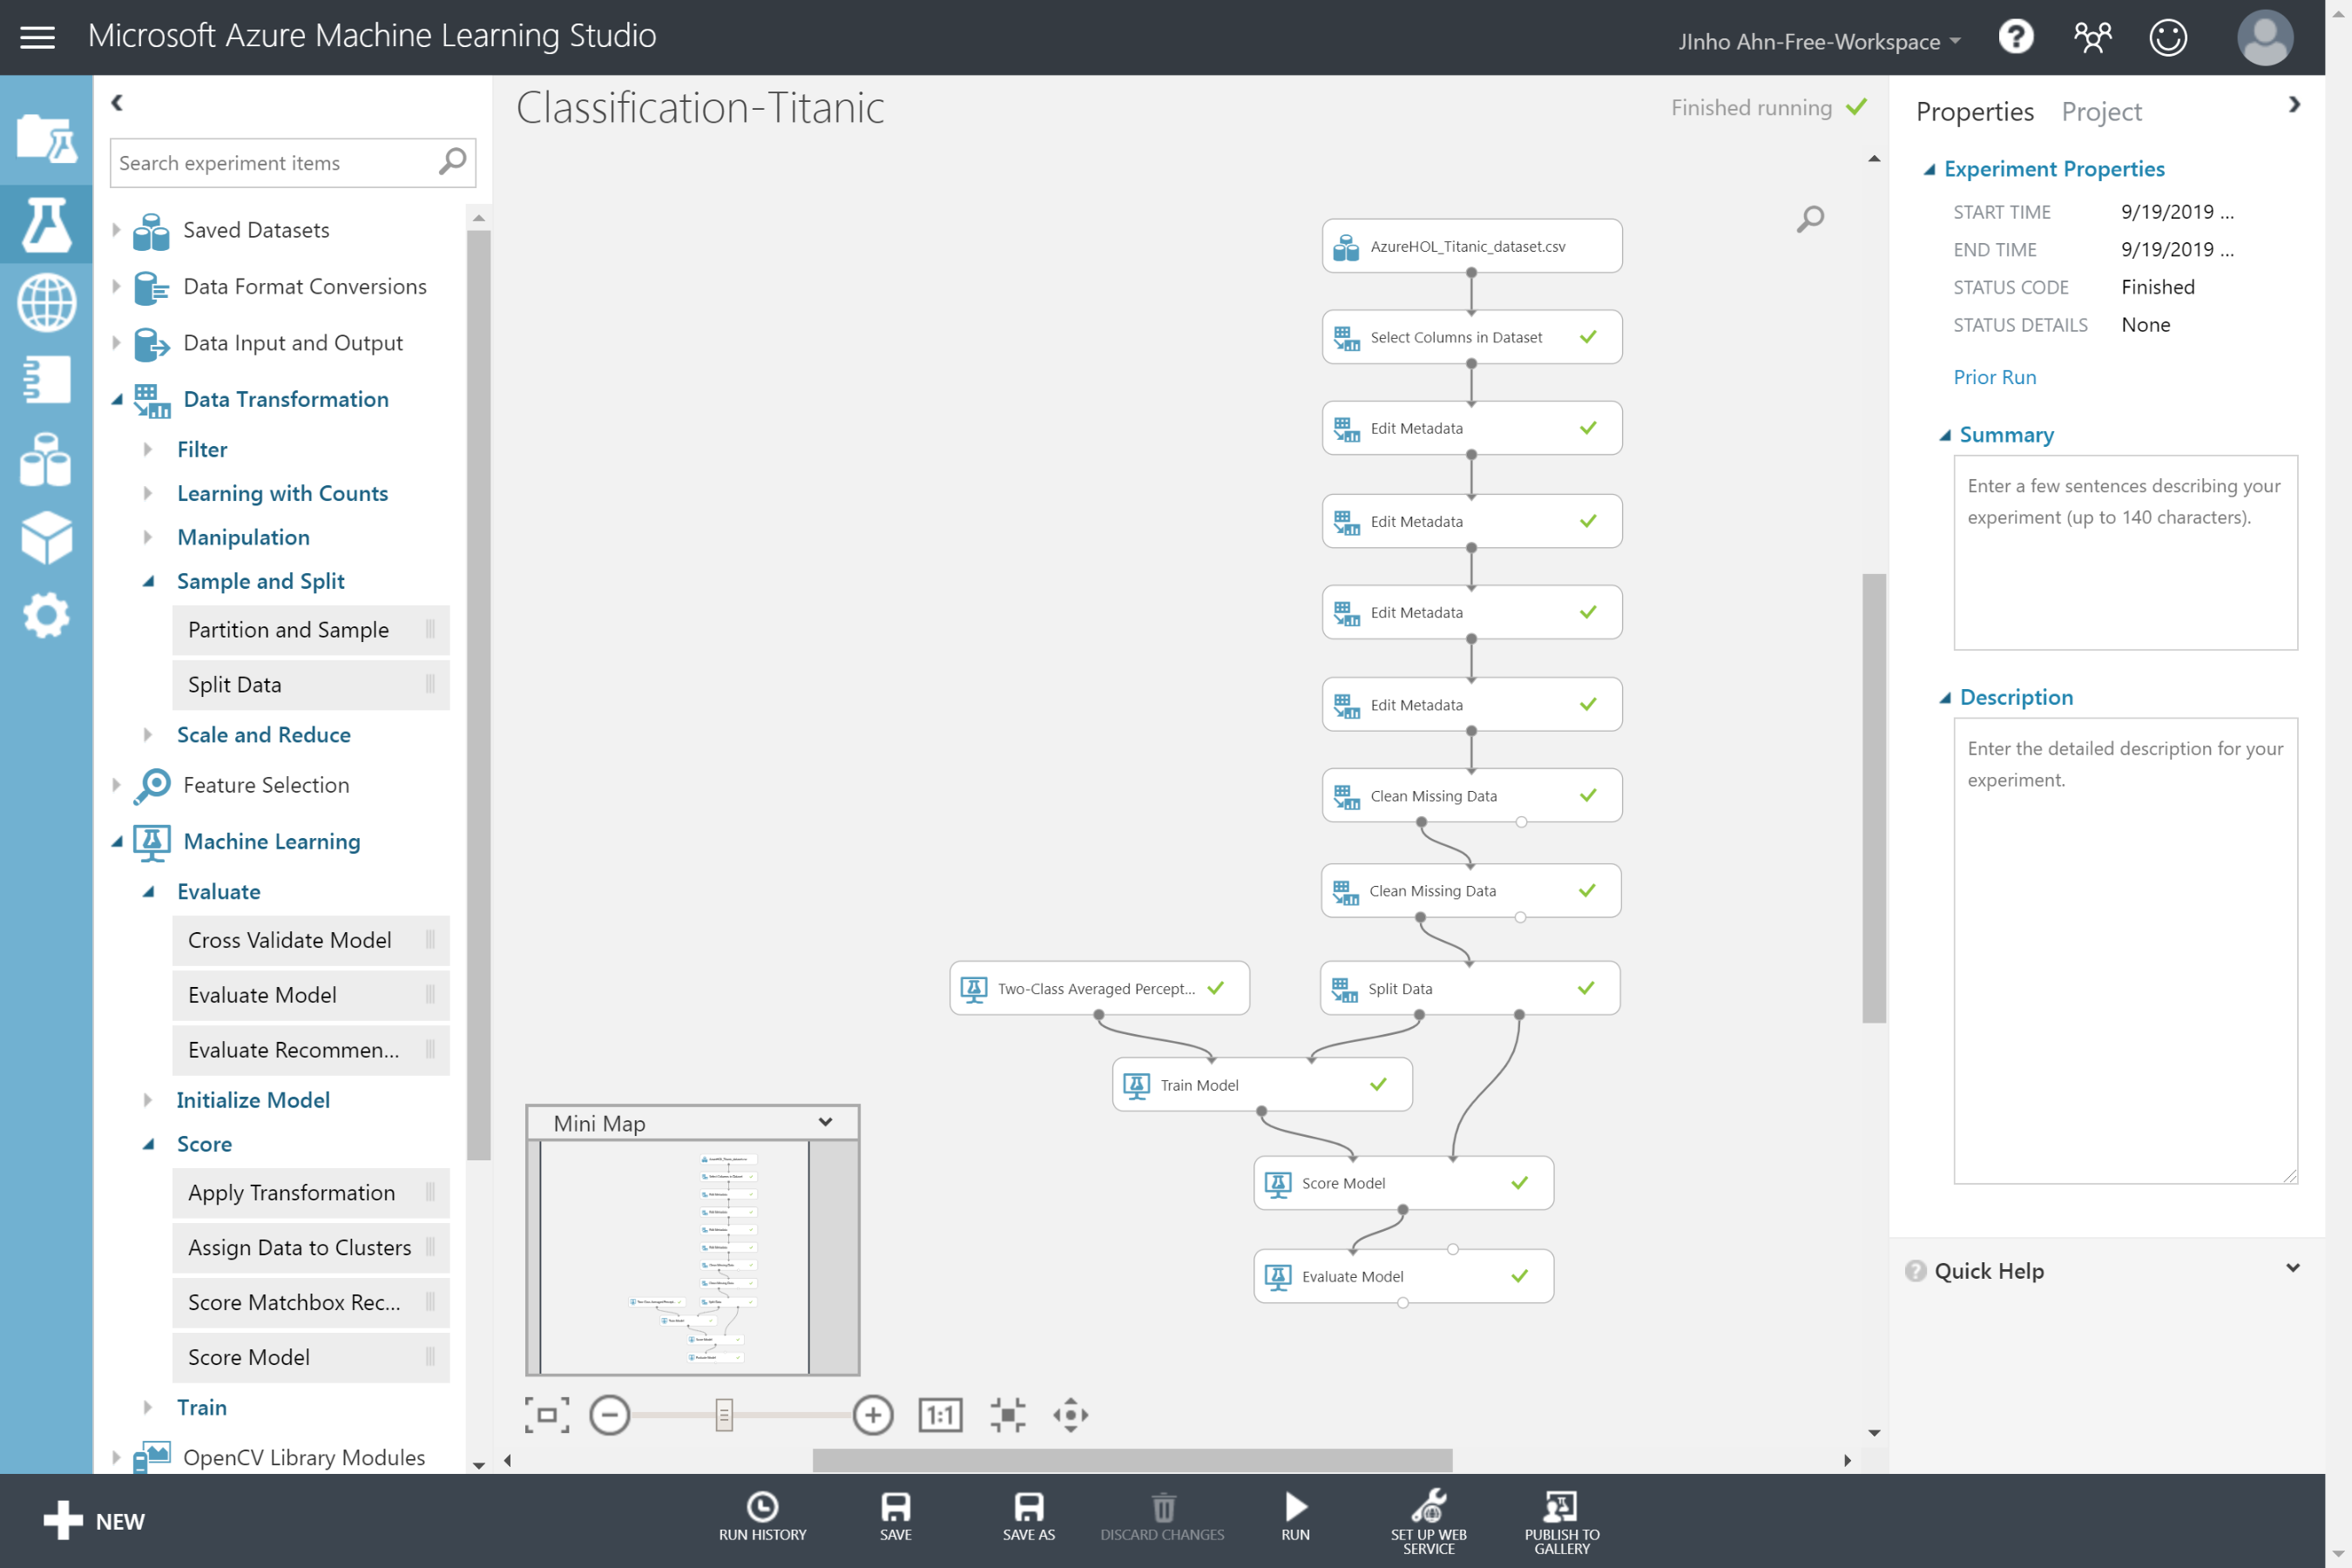 Microsoft Azure Machine Learning Studio
JInho Ahn-Free-Workspace
?
Search experiment items
Saved Datasets
Data Format Conversions
Data Input and Output
Data Transformation
Filter
Learning with Counts
Manipulation
Sample and Split
Partition and Sample
Split Data
Scale and Reduce
Feature Selection
Machine Learning
Evaluate
Cross Validate Model
Evaluate Model
Evaluate Recommen...
Initialize Model
Score
Apply Transformation
Assign Data to Clusters
Score Matchbox Rec...
Score Model
Train
OpenCV Library Modules
Classification-Titanic
Finished running
AzureHOL_Titanic_dataset.csv
Select Columns in Dataset
Edit Metadata
Edit Metadata
Edit Metadata
Edit Metadata
Clean Missing Data
Clean Missing Data
Two-Class Averaged Percept...
Split Data
Train Model
Score Model
Evaluate Model
Mini Map
1:1
Properties
Project
Experiment Properties
START TIME 9/19/2019 ...
END TIME 9/19/2019 ...
STATUS CODE Finished
STATUS DETAILS None
Prior Run
Summary
Enter a few sentences describing your
experiment (up to 140 characters).
Description
Enter the detailed description for your
experiment.
? Quick Help
NEW
RUN HISTORY
SAVE
SAVE AS
DISCARD CHANGES
RUN
SET UP WEB
SERVICE
PUBLISH TO
GALLERY